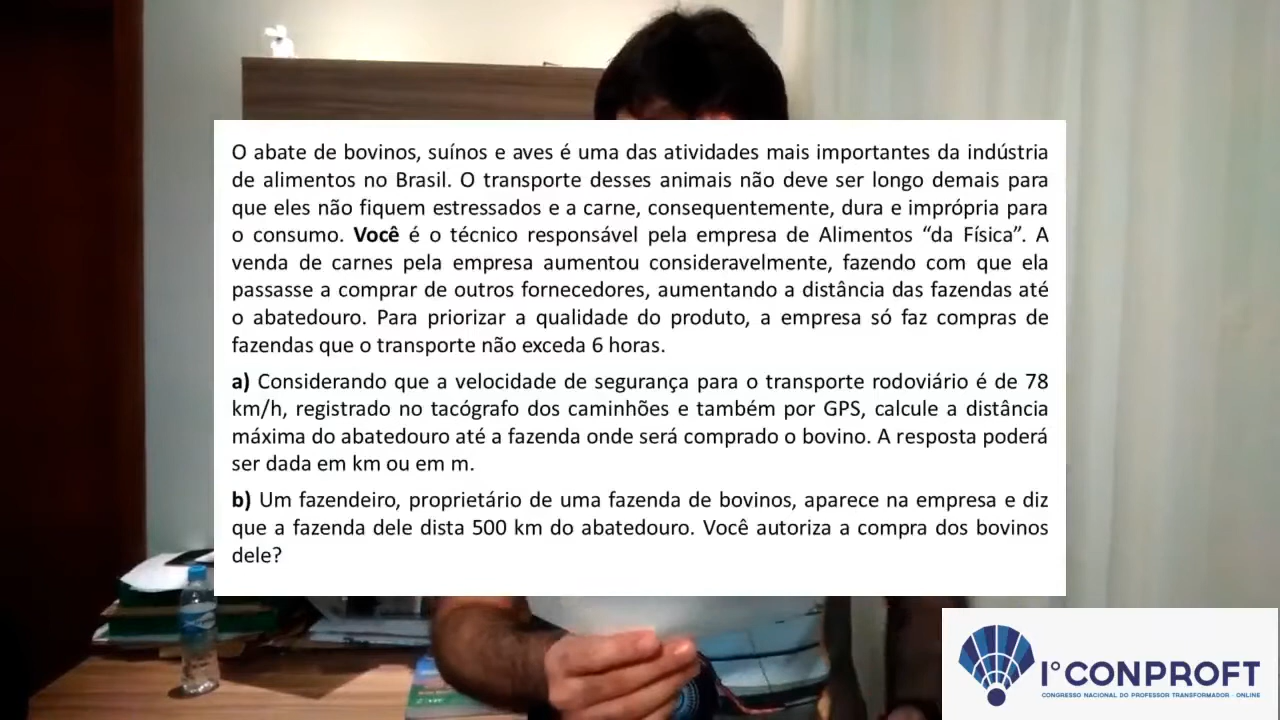 O abate de bovinos, suínos e aves é uma das atividades mais importantes da indústria
de alimentos no Brasil. O transporte desses animais não deve ser longo demais para
que eles não fiquem estressados e a carne, consequentemente, dura e imprópria para
o consumo. Você é o técnico responsável pela empresa de Alimentos “da Física”. A
venda de carnes pela empresa aumentou consideravelmente, fazendo com que ela
passasse a comprar de outros fornecedores, aumentando a distância das fazendas até
o abatedouro. Para priorizar a qualidade do produto, a empresa só faz compras de
fazendas que o transporte não exceda 6 horas.
a) Considerando que a velocidade de segurança para o transporte rodoviário é de 78
km/h, registrado no tacógrafo dos caminhões e também por GPS, calcule a distância
máxima do abatedouro até a fazenda onde será comprado o bovino. A resposta poderá
ser dada em km ou em m.
b) Um fazendeiro, proprietário de uma fazenda de bovinos, aparece na empresa e diz
que a fazenda dele dista 500 km do abatedouro. Você autoriza a compra dos bovinos
dele?
I° CONPROFT
CONGRESSO NACIONAL DO PROFESSOR TRANSFORMADOR - ONLINE